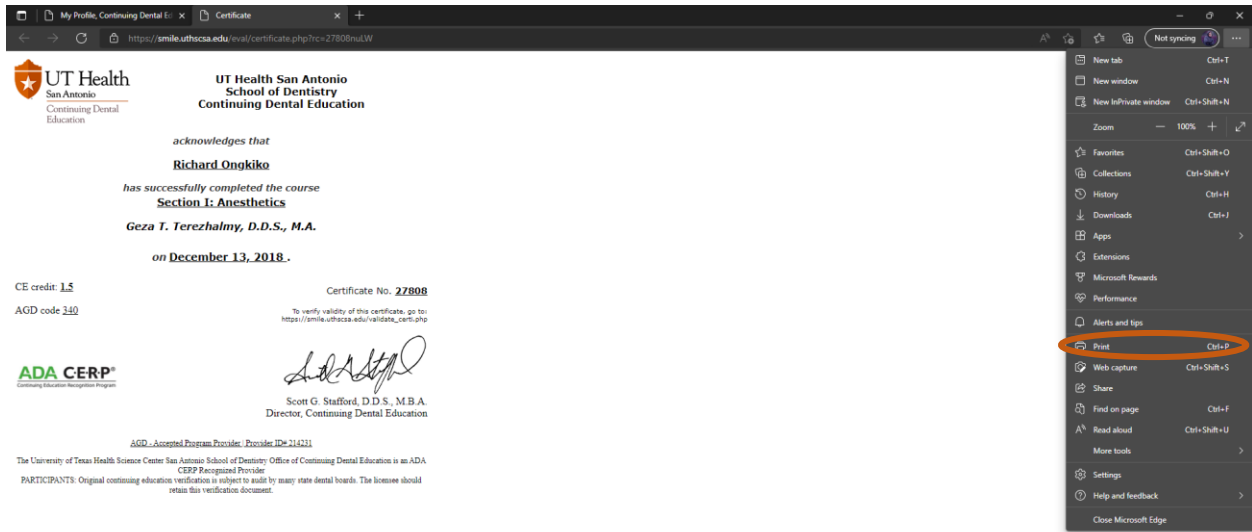 My Profile, Continuing Dental Ed
Certificate
https://smile.uthscsa.edu/eval/certificate.php?rc=27808nuLW
Not syncing
UT Health
San Antonio
Continuing Dental
Education
UT Health San Antonio
School of Dentistry
Continuing Dental Education
acknowledges that
Richard Ongkiko
has successfully completed the course
Section I: Anesthetics
Geza T. Terezhalmy, D.D.S., M.A.
on December 13, 2018 .
CE credit: 1.5
Certificate No. 27808
AGD code 340
To verify validity of this certificate, go to:
https://smile.uthscsa.edu/validate_certi.php
ADA C·E·R·P®
Continuing Education Recognition Program
Scott G. Stafford, D.D.S., M.B.A.
Director, Continuing Dental Education
AGD - Accepted Program Provider | Provider ID# 214231
The University of Texas Health Science Center San Antonio School of Dentistry Office of Continuing Dental Education is an ADA
CERP Recognized Provider
PARTICIPANTS: Original continuing education verification is subject to audit by many state dental boards. The licensee should
retain this verification document.
New tab Ctrl+T
New window Ctrl+N
New InPrivate window Ctrl+Shift+N
Zoom — 100% +
Favorites Ctrl+Shift+O
Collections Ctrl+Shift+Y
History Ctrl+H
Downloads Ctrl+J
Apps
Extensions
Microsoft Rewards
Performance
Alerts and tips
Print Ctrl+P
Web capture Ctrl+Shift+S
Share
Find on page Ctrl+F
Read aloud Ctrl+Shift+U
More tools
Settings
Help and feedback
Close Microsoft Edge